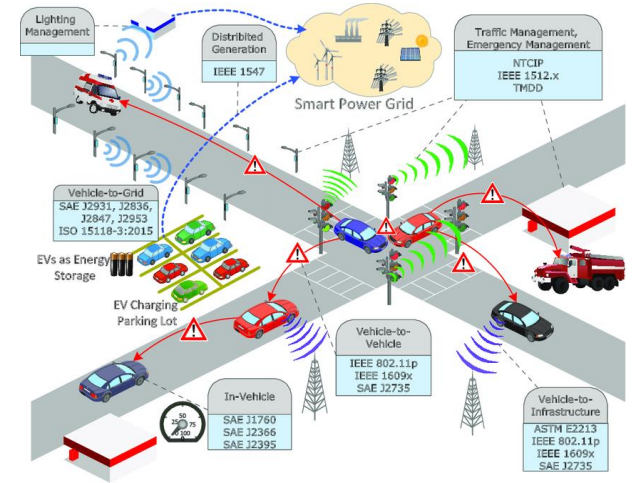 Lighting
Management
Distribited
Generation
IEEE 1547
Traffic Management,
Emergency Management
NTCIP
IEEE 1512.x
TMDD
Smart Power Grid
Vehicle-to-Grid
SAE J2931, J2836,
J2847, J2953
ISO 15118-3:2015
EVs as Energy
Storage
EV Charging
Parking Lot
Vehicle-to-
Vehicle
IEEE 802.11p
IEEE 1609x
SAE J2735
In-Vehicle
SAE J1760
SAE J2366
SAE J2395
25
50
75
100
Vehicle-to-
Infrastructure
ASTM E2213
IEEE 802.11p
IEEE 1609x
SAE J2735